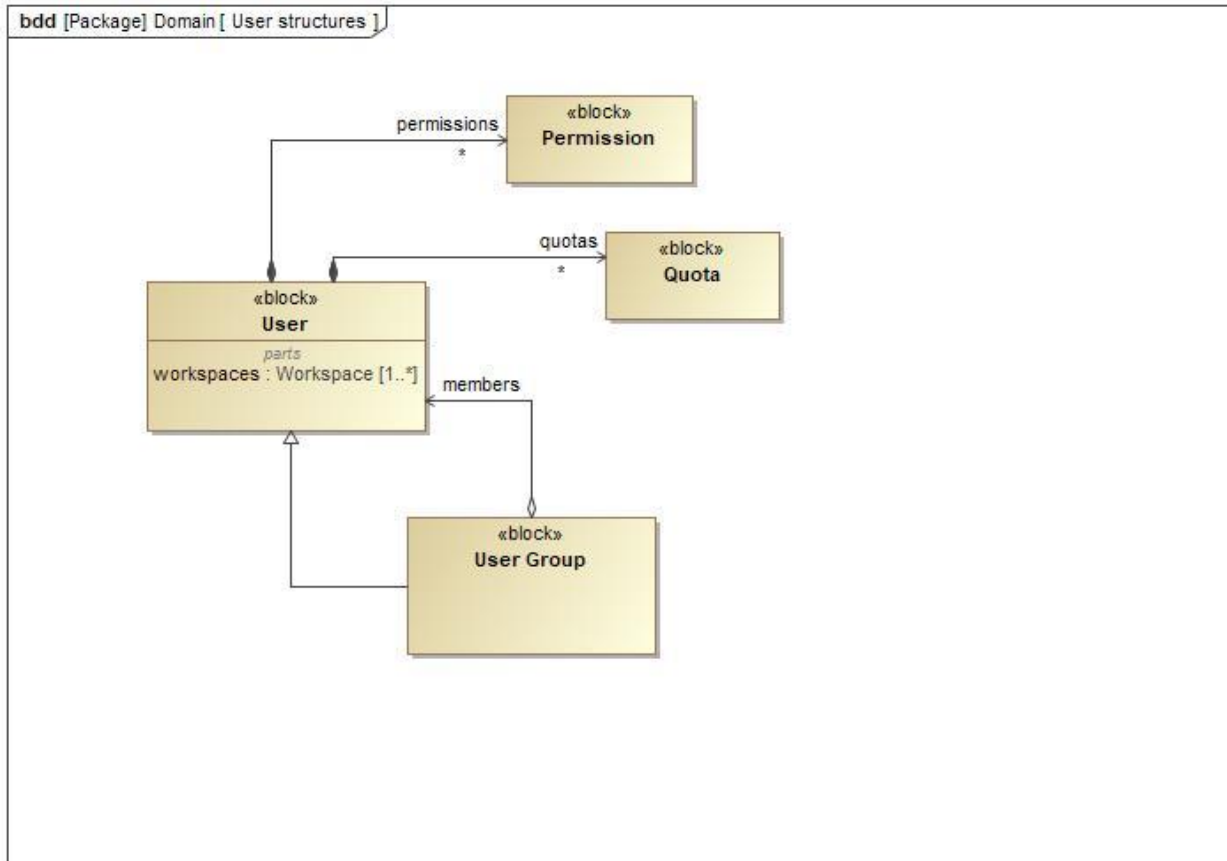 bdd [Package] Domain [ User structures ]
permissions
*
«block»
Permission
quotas
*
«block»
Quota
«block»
User
parts
workspaces : Workspace [1..*]
members
«block»
User Group